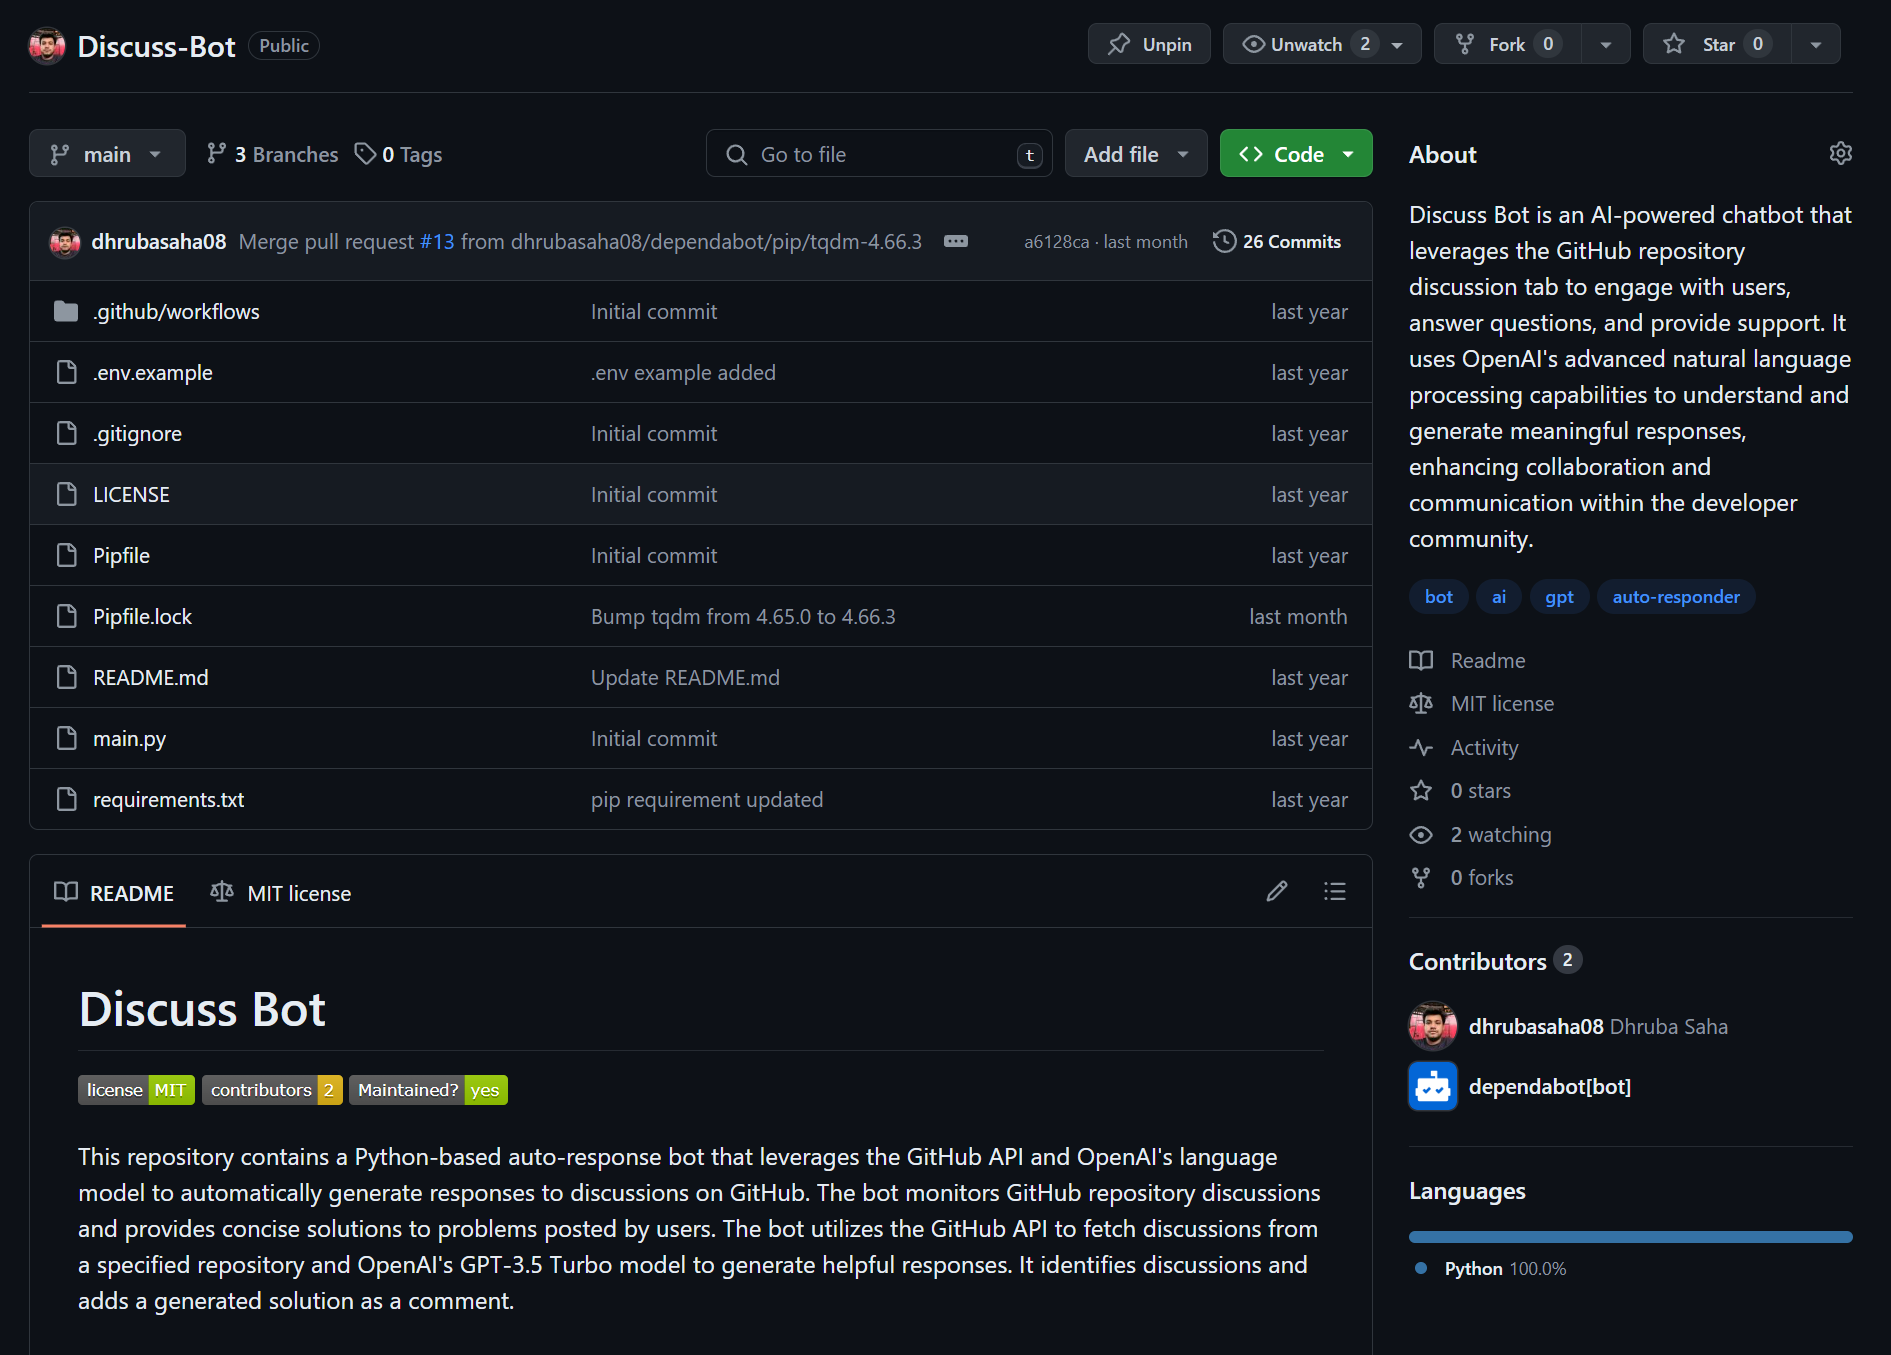 Discuss-Bot Public Unpin Unwatch 2 Fork 0 Star 0
main 3 Branches 0 Tags Go to file t Add file Code
dhrubasaha08 Merge pull request #13 from dhrubasaha08/dependabot/pip/tqdm-4.66.3 a6128ca · last month 26 Commits
.github/workflows Initial commit last year
.env.example .env example added last year
.gitignore Initial commit last year
LICENSE Initial commit last year
Pipfile Initial commit last year
Pipfile.lock Bump tqdm from 4.65.0 to 4.66.3 last month
README.md Update README.md last year
main.py Initial commit last year
requirements.txt pip requirement updated last year
README MIT license
Discuss Bot
license MIT contributors 2 Maintained? yes
This repository contains a Python-based auto-response bot that leverages the GitHub API and OpenAI's language
model to automatically generate responses to discussions on GitHub. The bot monitors GitHub repository discussions
and provides concise solutions to problems posted by users. The bot utilizes the GitHub API to fetch discussions from
a specified repository and OpenAI's GPT-3.5 Turbo model to generate helpful responses. It identifies discussions and
adds a generated solution as a comment.
About
Discuss Bot is an AI-powered chatbot that
leverages the GitHub repository
discussion tab to engage with users,
answer questions, and provide support. It
uses OpenAI's advanced natural language
processing capabilities to understand and
generate meaningful responses,
enhancing collaboration and
communication within the developer
community.
bot ai gpt auto-responder
Readme
MIT license
Activity
0 stars
2 watching
0 forks
Contributors 2
dhrubasaha08 Dhruba Saha
dependabot[bot]
Languages
Python 100.0%